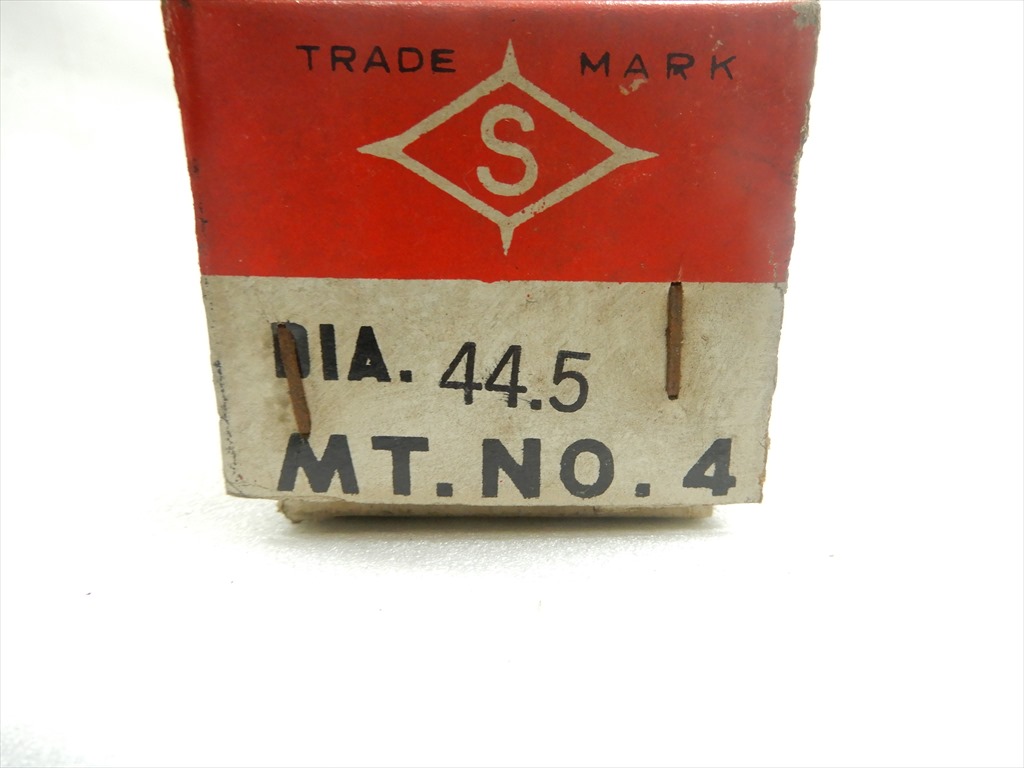 TRADE MARK
S
DIA. 44.5
MT. NO. 4